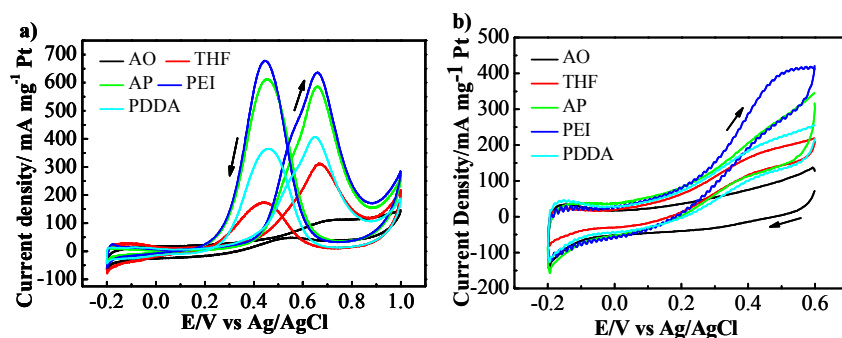 a)
Current density/ mA mg⁻¹ Pt
700
600
500
400
300
200
100
0
-100
AO THF
AP PEI
PDDA
-0.2 0.0 0.2 0.4 0.6 0.8 1.0
E/V vs Ag/AgCl
b)
Current Density/mA mg⁻¹ Pt
500
400
300
200
100
0
-100
-200
AO
THF
AP
PEI
PDDA
-0.2 0.0 0.2 0.4 0.6
E/V vs Ag/AgCl